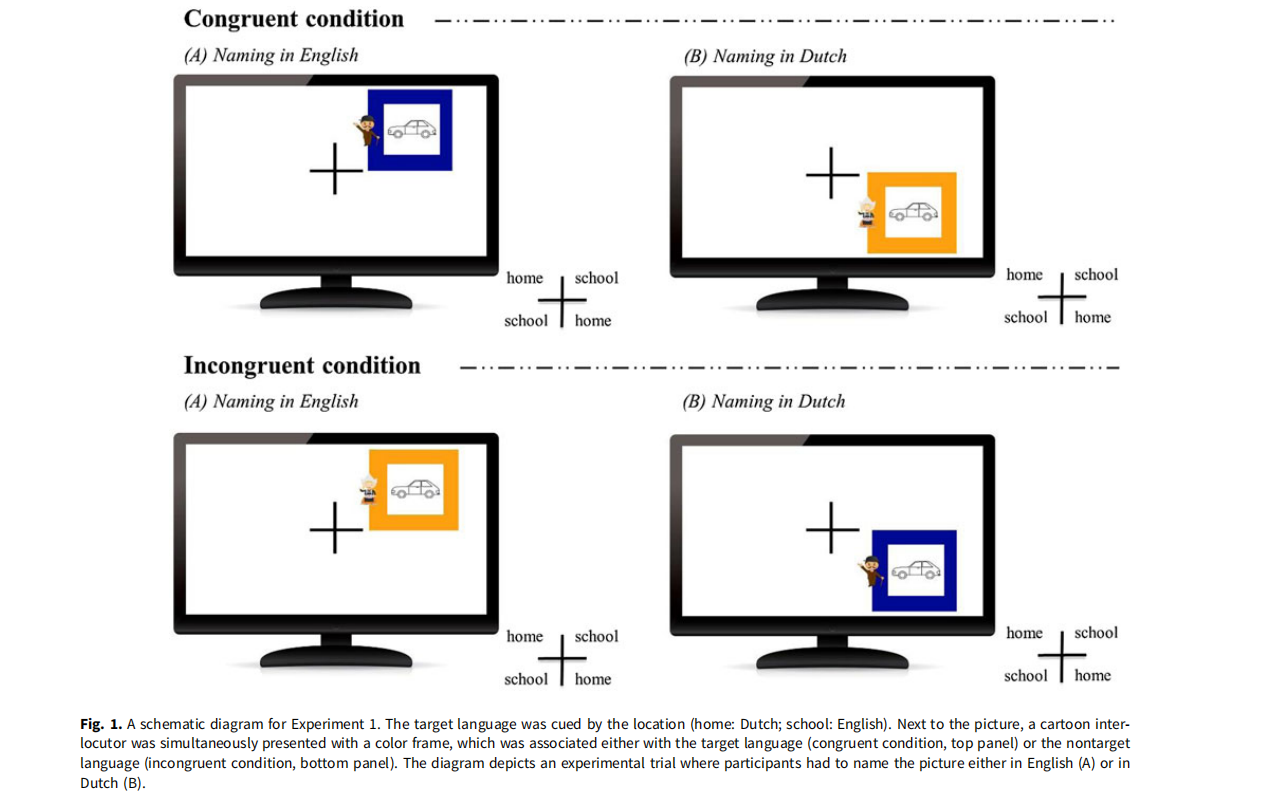 Congruent condition
(A) Naming in English
(B) Naming in Dutch
home school
school home
home school
school home
Incongruent condition
(A) Naming in English
(B) Naming in Dutch
home school
school home
home school
school home
Fig. 1. A schematic diagram for Experiment 1. The target language was cued by the location (home: Dutch; school: English). Next to the picture, a cartoon inter-
locutor was simultaneously presented with a color frame, which was associated either with the target language (congruent condition, top panel) or the nontarget
language (incongruent condition, bottom panel). The diagram depicts an experimental trial where participants had to name the picture either in English (A) or in
Dutch (B).